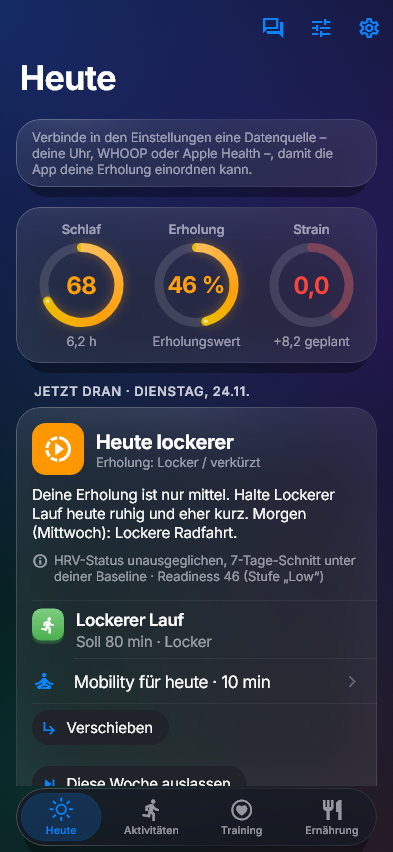 Heute
Verbinde in den Einstellungen eine Datenquelle –
deine Uhr, WHOOP oder Apple Health –, damit die
App deine Erholung einordnen kann.
Schlaf
Erholung
Strain
68
46 %
0,0
6,2 h
Erholungswert
+8,2 geplant
JETZT DRAN · DIENSTAG, 24.11.
Heute lockerer
Erholung: Locker / verkürzt
Deine Erholung ist nur mittel. Halte Lockerer
Lauf heute ruhig und eher kurz. Morgen
(Mittwoch): Lockere Radfahrt.
HRV-Status unausgeglichen, 7-Tage-Schnitt unter
deiner Baseline · Readiness 46 (Stufe „Low“)
Lockerer Lauf
Soll 80 min · Locker
Mobility für heute · 10 min
Verschieben
Diese Woche auslassen
Heute
Aktivitäten
Training
Ernährung